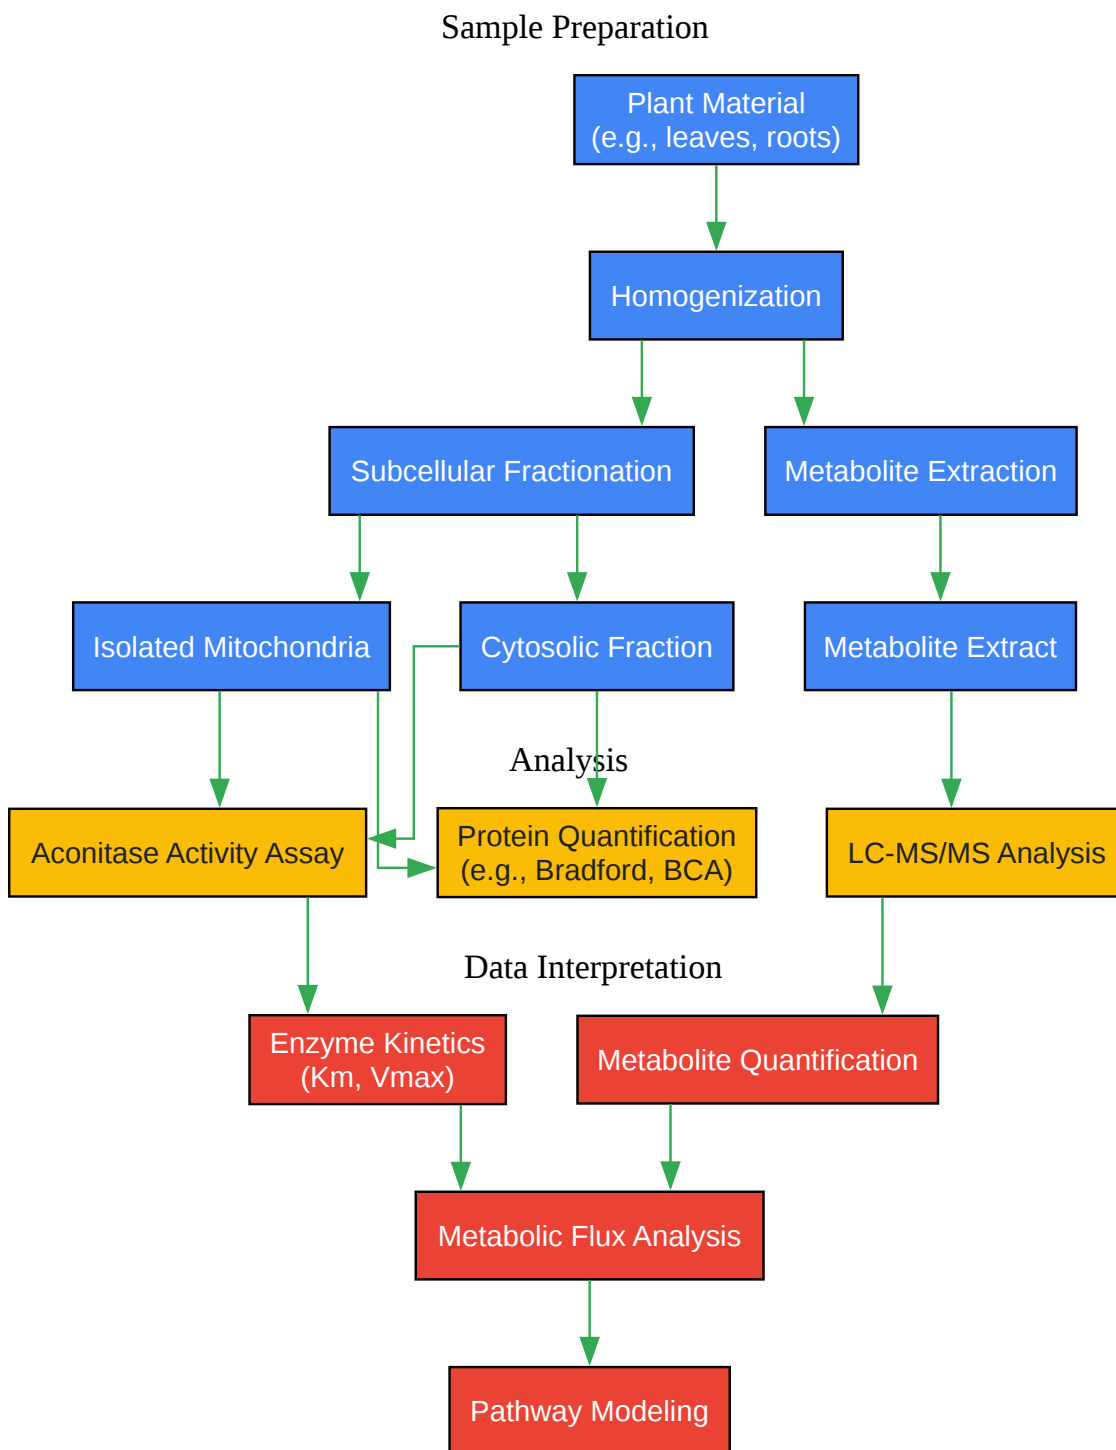 Sample Preparation
Plant Material
(e.g., leaves, roots)
Homogenization
Subcellular Fractionation
Metabolite Extraction
Isolated Mitochondria
Cytosolic Fraction
Metabolite Extract
Analysis
Aconitase Activity Assay
Protein Quantification
(e.g., Bradford, BCA)
LC-MS/MS Analysis
Data Interpretation
Enzyme Kinetics
(Km, Vmax)
Metabolite Quantification
Metabolic Flux Analysis
Pathway Modeling